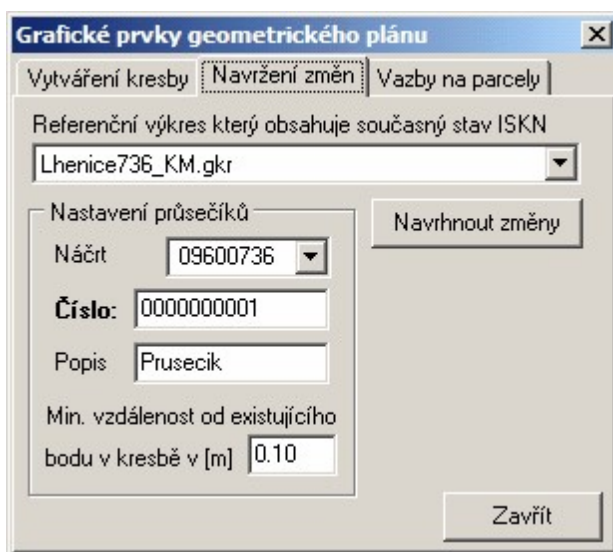 Grafické prvky geometrického plánu
Vytváření kresby Navržení změn Vazby na parcely
Referenční výkres který obsahuje současný stav ISKN
Lhenice736_KM.gkr
Nastavení průsečíků
Navrhnout změny
Náčrt 09600736
Číslo: 0000000001
Popis Prusecik
Min. vzdálenost od existujícího
bodu v kresbě v [m] 0.10
Zavřít